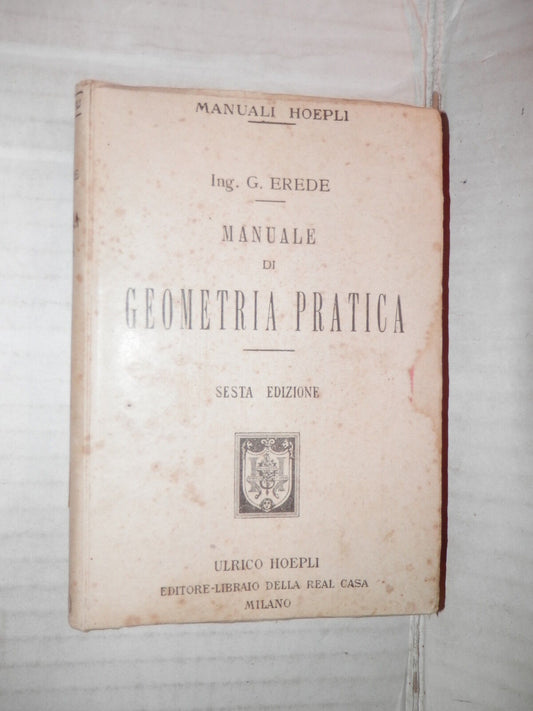 MANUALI HOEPLI
Ing. G. EREDE
MANUALE
DI
GEOMETRIA PRATICA
SESTA EDIZIONE
ULRICO HOEPLI
EDITORE-LIBRAIO DELLA REAL CASA
MILANO